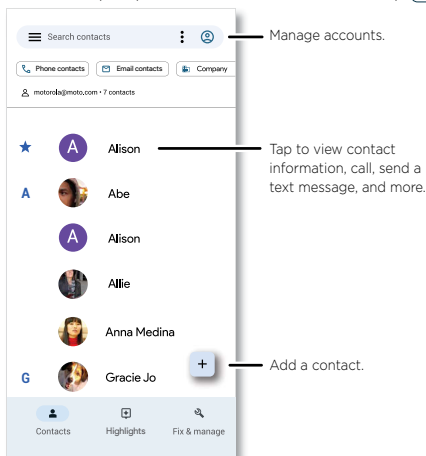 Search contacts
Manage accounts.
Phone contacts Email contacts Company
motorola@moto,com • 7 contacts
A Alison
Tap to view contact
information, call, send a
text message, and more.
A Abe
A Alison
Allie
Anna Medina
+
Add a contact.
G Gracie Jo
Contacts Highlights Fix & manage